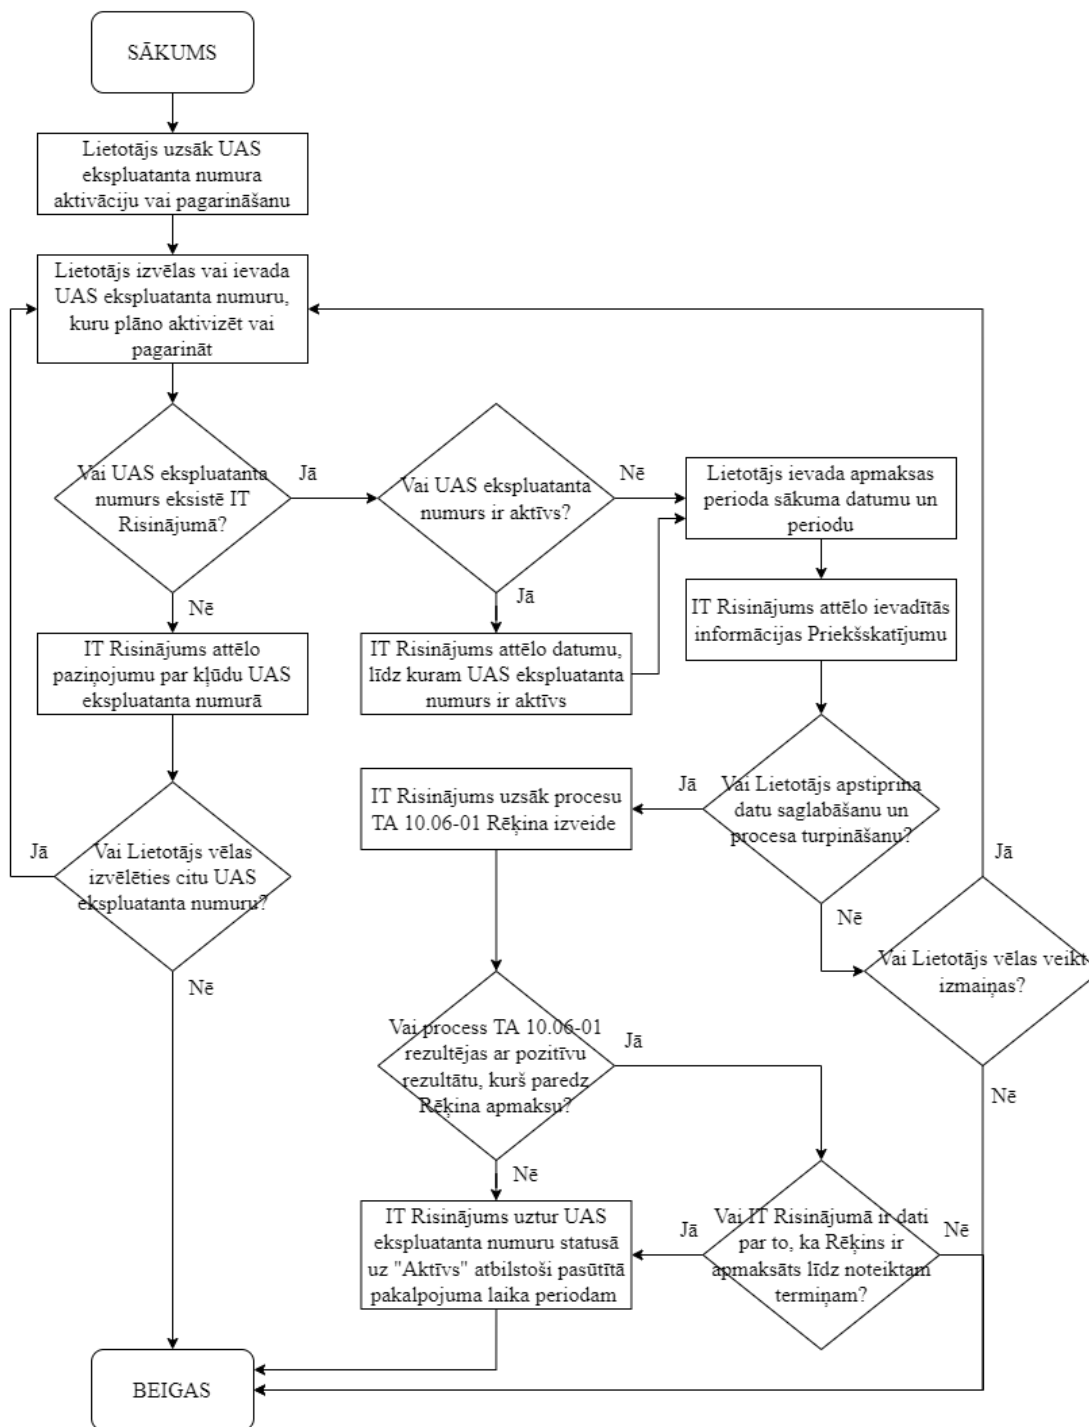 SĀKUMS
Lietotājs uzsāk UAS
ekspluatanta numura
aktivāciju vai pagarināšanu
Lietotājs izvēlas vai ievada
UAS ekspluatanta numuru,
kuru plāno aktivizēt vai
pagarināt
Vai UAS ekspluatanta
numurs eksistē IT
Risinājumā?
Jā
Vai UAS ekspluatanta
numurs ir aktīvs?
Nē
Lietotājs ievada apmaksas
perioda sākuma datumu un
periodu
Nē
Jā
IT Risinājums attēlo ievadītās
informācijas Priekšskatījumu
IT Risinājums attēlo
paziņojumu par kļūdu UAS
ekspluatanta numurā
IT Risinājums attēlo datumu,
līdz kuram UAS ekspluatanta
numurs ir aktīvs
Vai Lietotājs apstiprina
datu saglabāšanu un
procesa turpināšanu?
Jā
IT Risinājums uzsāk procesu
TA 10.06-01 Rēķina izveide
Jā
Vai Lietotājs vēlas
izvēlēties citu UAS
ekspluatanta numuru?
Nē
Jā
Vai Lietotājs vēlas veikt
izmaiņas?
Nē
Vai process TA 10.06-01
rezultējas ar pozitīvu
rezultātu, kurš paredz
Rēķina apmaksu?
Jā
Nē
Nē
IT Risinājums uztur UAS
ekspluatanta numuru statusā
uz "Aktīvs" atbilstoši pasūtītā
pakalpojuma laika periodam
Jā
Vai IT Risinājumā ir dati
par to, ka Rēķins ir
apmaksāts līdz noteiktam
termiņam?
Nē
BEIGAS